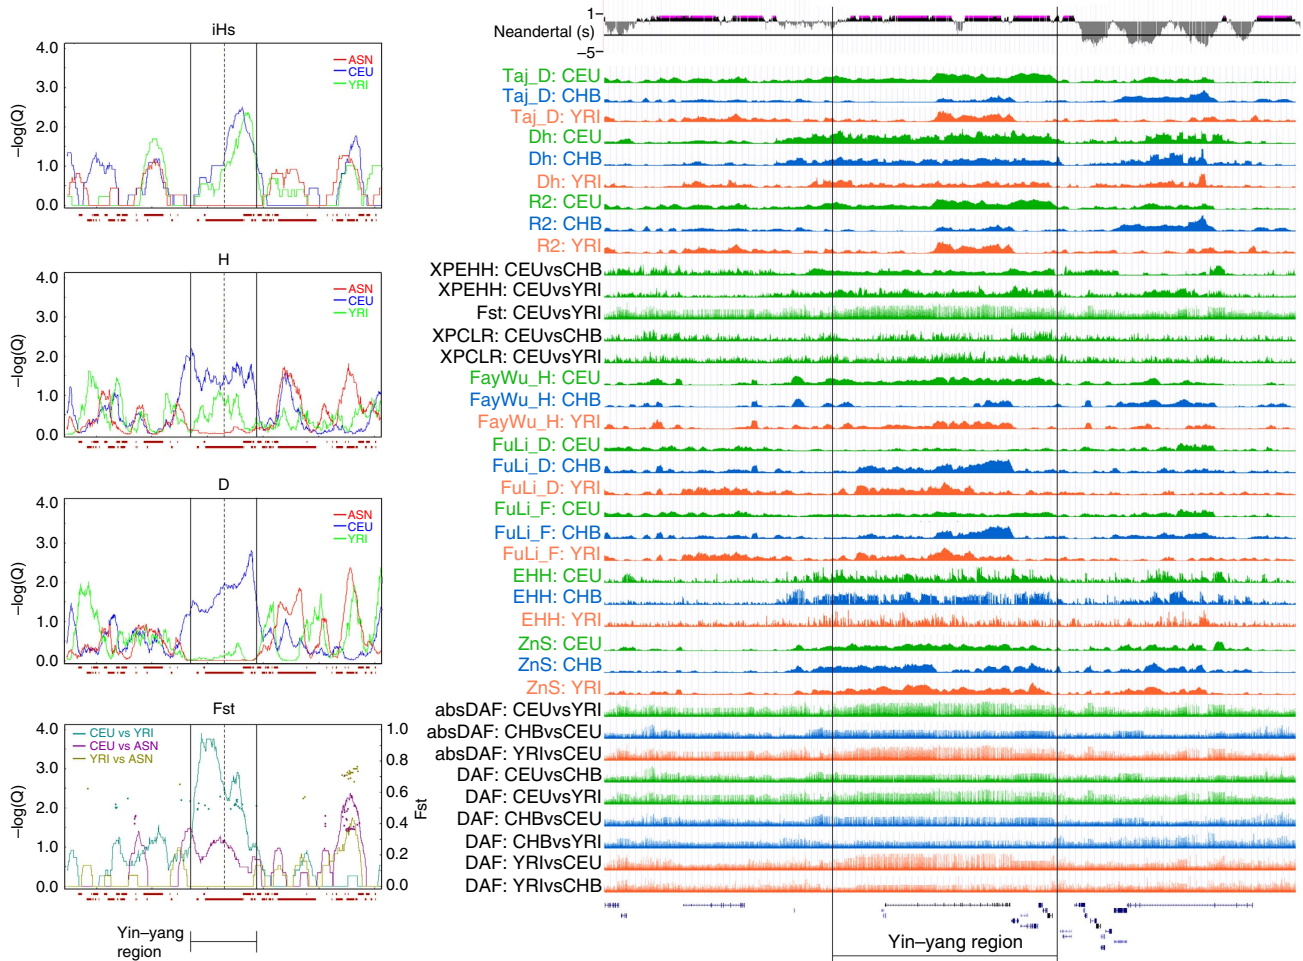 iHs
4.0
3.0
2.0
1.0
0.0
–log(Q)
ASN
CEU
YRI
H
4.0
3.0
2.0
1.0
0.0
–log(Q)
ASN
CEU
YRI
D
4.0
3.0
2.0
1.0
0.0
–log(Q)
ASN
CEU
YRI
Fst
4.0
3.0
2.0
1.0
0.0
–log(Q)
CEU vs YRI
CEU vs ASN
YRI vs ASN
1.0
0.8
0.6
0.4
0.2
0.0
Fst
Yin–yang
region
1
Neandertal (s)
–5
Taj_D: CEU
Taj_D: CHB
Taj_D: YRI
Dh: CEU
Dh: CHB
Dh: YRI
R2: CEU
R2: CHB
R2: YRI
XPEHH: CEUvsCHB
XPEHH: CEUvsYRI
Fst: CEUvsYRI
XPCLR: CEUvsCHB
XPCLR: CEUvsYRI
FayWu_H: CEU
FayWu_H: CHB
FayWu_H: YRI
FuLi_D: CEU
FuLi_D: CHB
FuLi_D: YRI
FuLi_F: CEU
FuLi_F: CHB
FuLi_F: YRI
EHH: CEU
EHH: CHB
EHH: YRI
ZnS: CEU
ZnS: CHB
ZnS: YRI
absDAF: CEUvsYRI
absDAF: CHBvsCEU
absDAF: YRIvsCEU
DAF: CEUvsCHB
DAF: CEUvsYRI
DAF: CHBvsCEU
DAF: CHBvsYRI
DAF: YRIvsCEU
DAF: YRIvsCHB
Yin–yang region